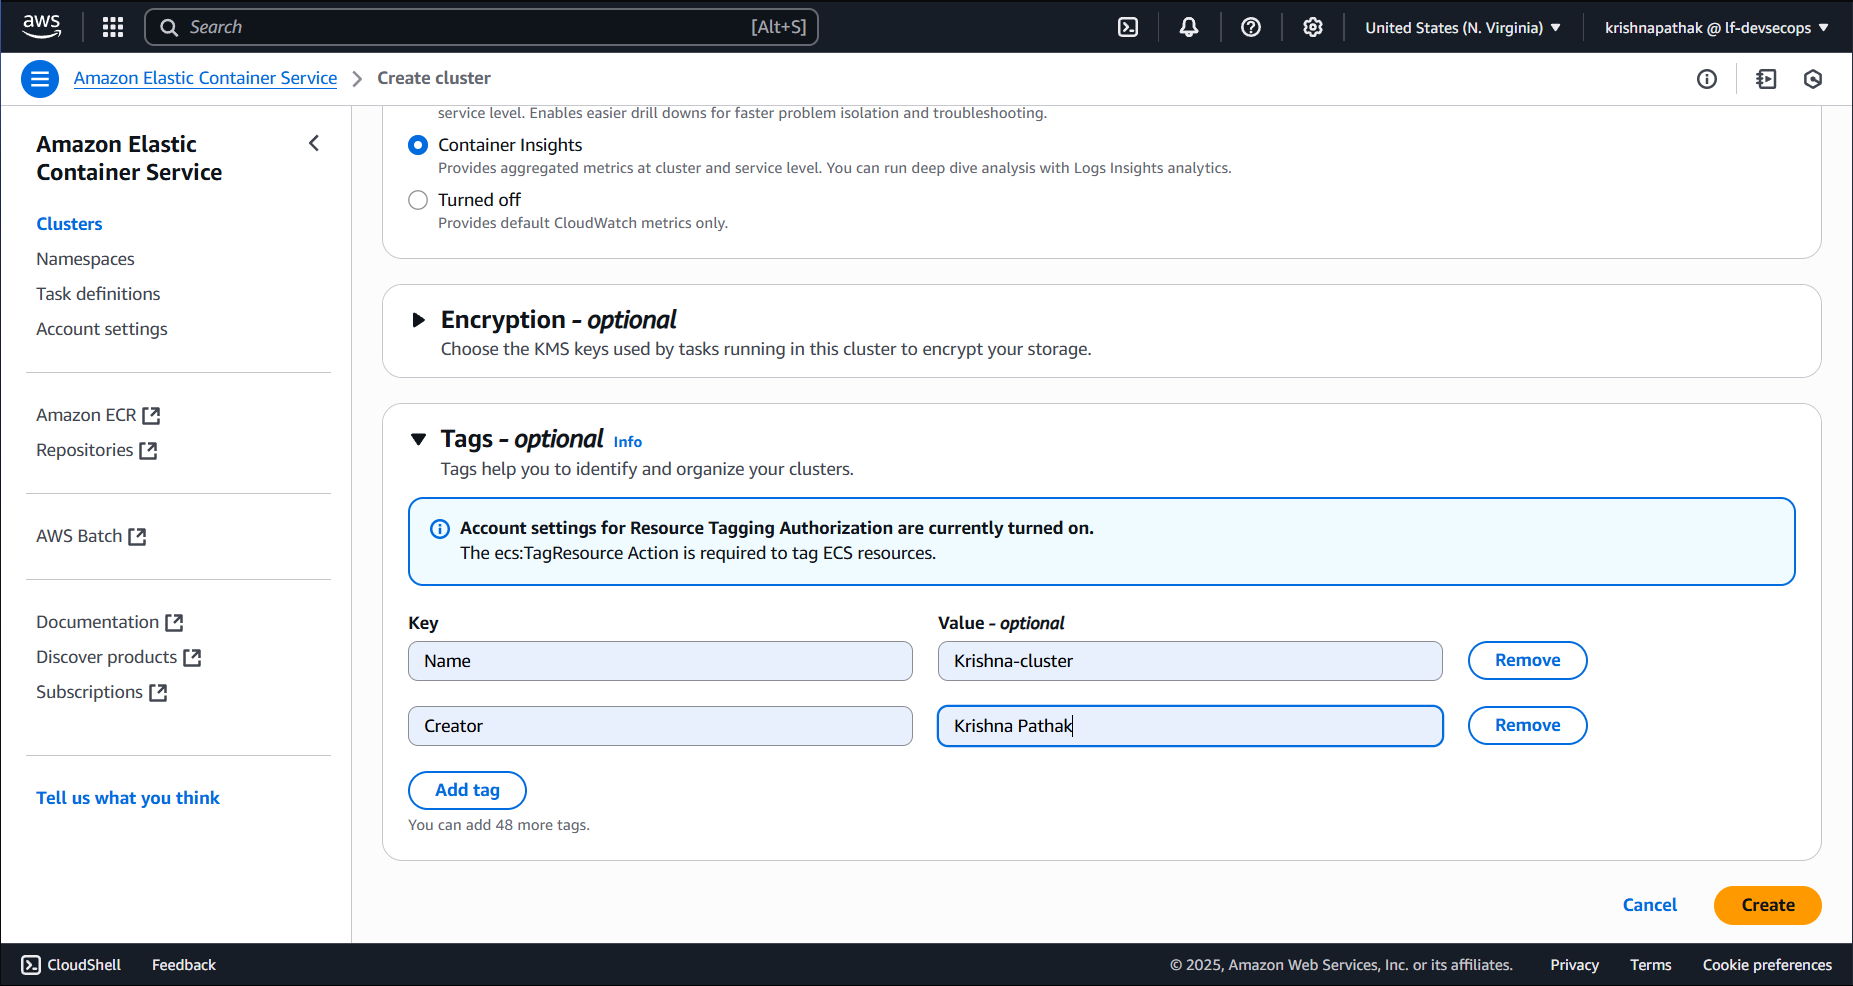 aws
Search [Alt+S]
United States (N. Virginia)
krishnapathak @ lf-devsecops
Amazon Elastic Container Service > Create cluster
Amazon Elastic
Container Service
Clusters
Namespaces
Task definitions
Account settings
Amazon ECR
Repositories
AWS Batch
Documentation
Discover products
Subscriptions
Tell us what you think
service level. Enables easier drill downs for faster problem isolation and troubleshooting.
Container Insights
Provides aggregated metrics at cluster and service level. You can run deep dive analysis with Logs Insights analytics.
Turned off
Provides default CloudWatch metrics only.
Encryption - optional
Choose the KMS keys used by tasks running in this cluster to encrypt your storage.
Tags - optional Info
Tags help you to identify and organize your clusters.
Account settings for Resource Tagging Authorization are currently turned on.
The ecs:TagResource Action is required to tag ECS resources.
Key Value - optional
Name Krishna-cluster Remove
Creator Krishna Pathak Remove
Add tag
You can add 48 more tags.
Cancel Create
CloudShell Feedback © 2025, Amazon Web Services, Inc. or its affiliates. Privacy Terms Cookie preferences